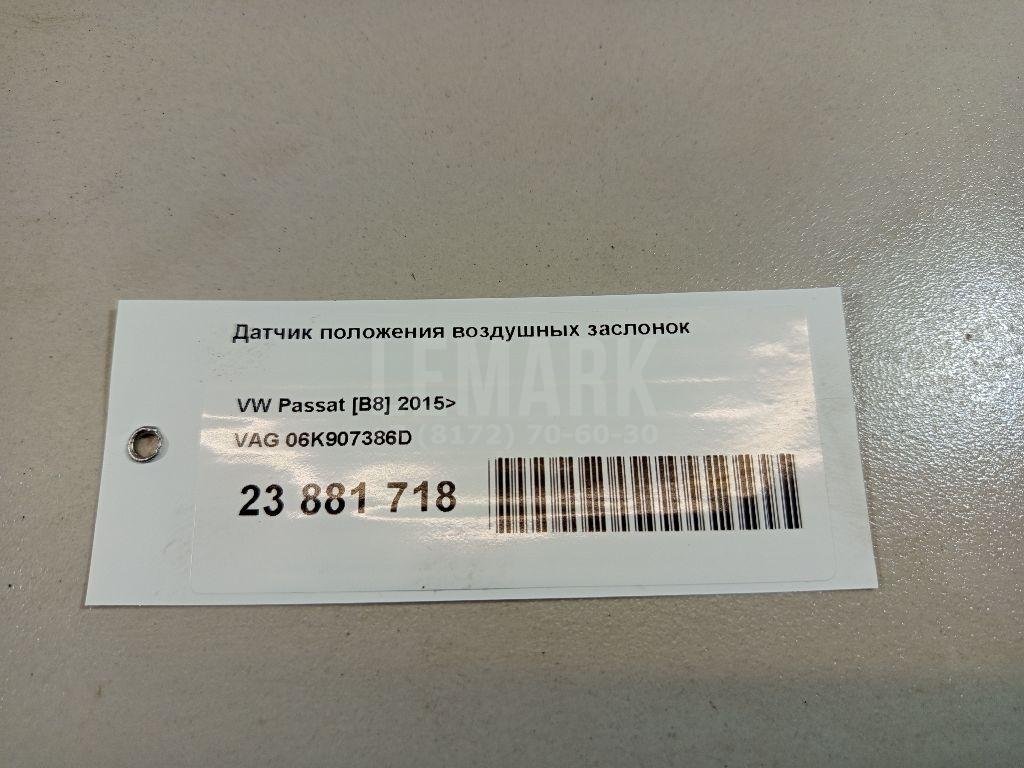 Датчик положения воздушных заслонок
LEMARK
VW Passat [B8] 2015>
(8172) 70-60-30
VAG 06K907386D
23 881 718